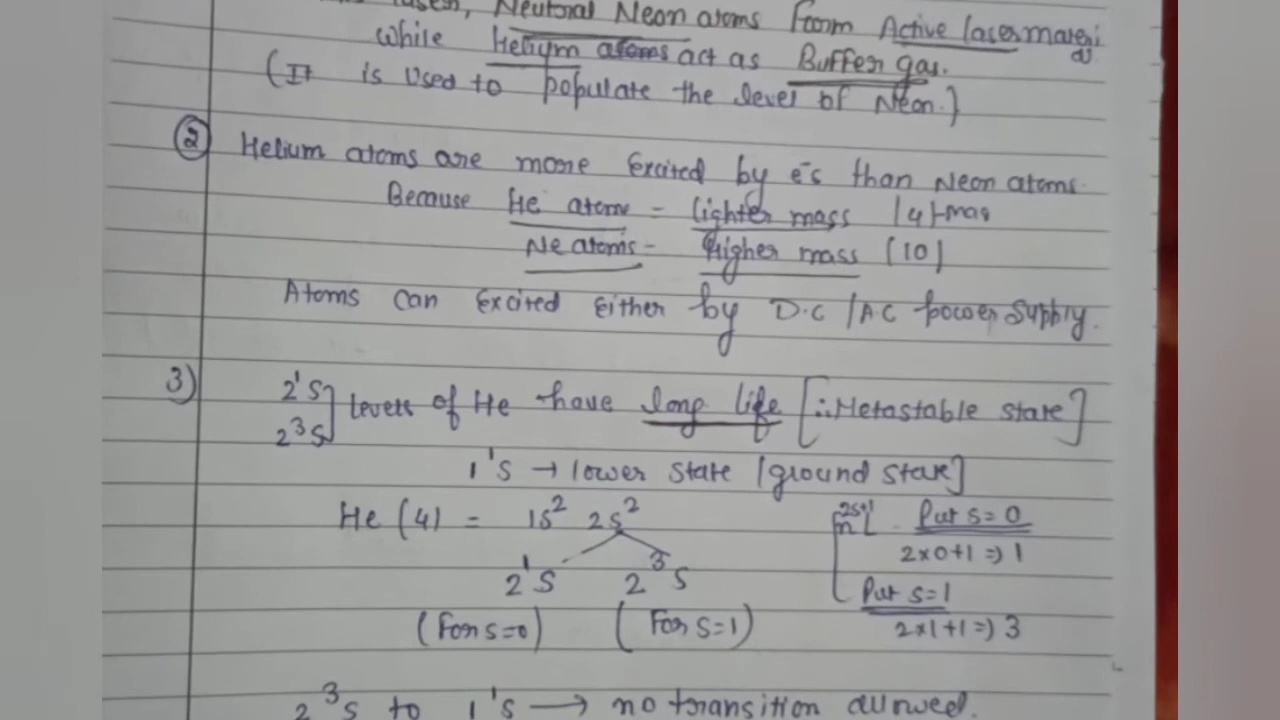 laser, Neutral Neon atoms form Active laser
while Helium atoms act as Buffer gas.
(It is used to populate the level of Neon.)
② Helium atoms are more Excited by e⁻s than Neon atoms.
Because He atom - lighter mass [4]-mas
Ne atoms - Higher mass [10]
Atoms can Excited Either by D.C /A.C power supply.
3) 2¹S
2³S] levels of He have long life [∴Metastable state]
1¹S → lower state [ground state]
He (4) = 1s² 2s²
2¹S 2³S
(For s=0) (For s=1)
n²ˢ⁺¹L Put s=0
2×0+1 ⇒ 1
Put s=1
2×1+1 ⇒ 3
2³S to 1¹S → no transition allowed.